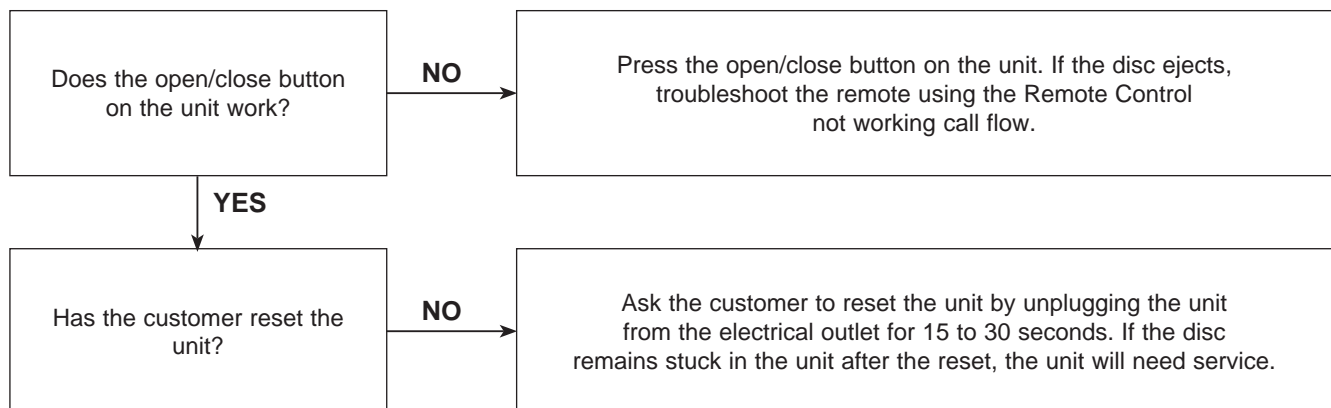 Does the open/close button
on the unit work?
NO
Press the open/close button on the unit. If the disc ejects,
troubleshoot the remote using the Remote Control
not working call flow.
YES
Has the customer reset the
unit?
NO
Ask the customer to reset the unit by unplugging the unit
from the electrical outlet for 15 to 30 seconds. If the disc
remains stuck in the unit after the reset, the unit will need service.